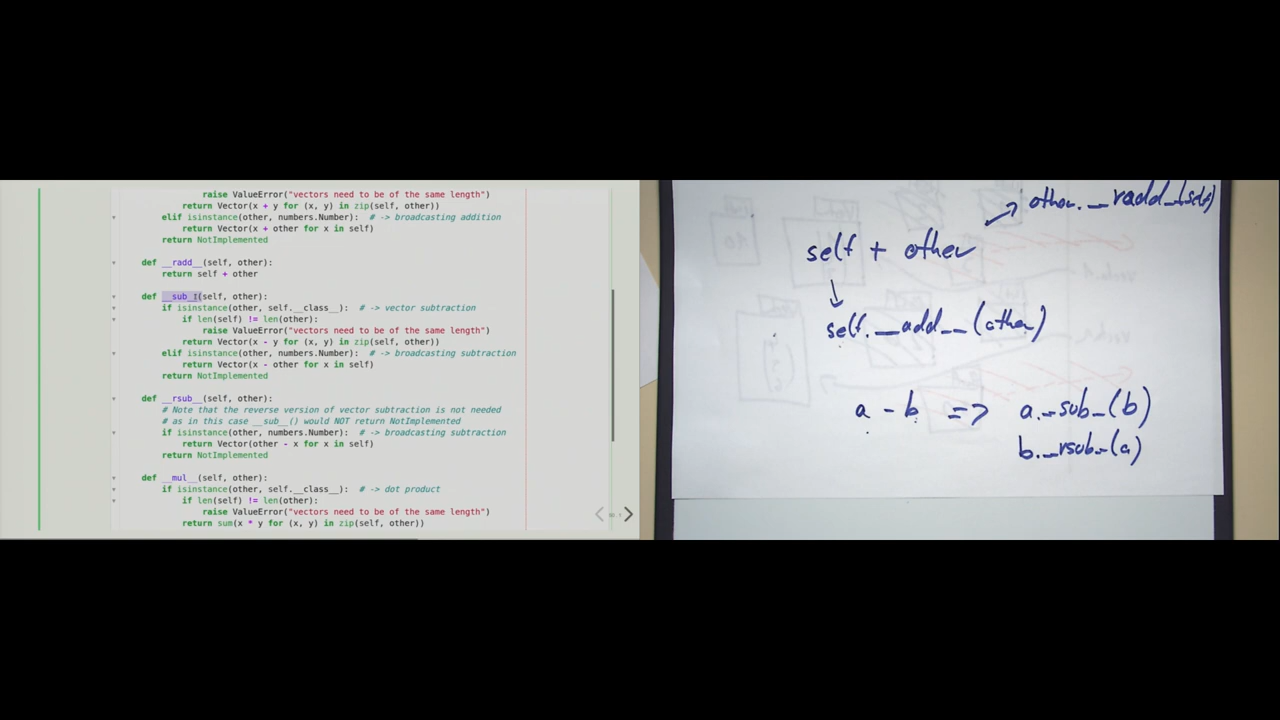 raise ValueError("vectors need to be of the same length")
return Vector(x + y for (x, y) in zip(self, other))
elif isinstance(other, numbers.Number):  # -> broadcasting addition
return Vector(x + other for x in self)
return NotImplemented
def __radd__(self, other):
return self + other
def __sub__(self, other):
if isinstance(other, self.__class__):  # -> vector subtraction
if len(self) != len(other):
raise ValueError("vectors need to be of the same length")
return Vector(x - y for (x, y) in zip(self, other))
elif isinstance(other, numbers.Number):  # -> broadcasting subtraction
return Vector(x - other for x in self)
return NotImplemented
def __rsub__(self, other):
# Note that the reverse version of vector subtraction is not needed
# as in this case __sub__() would NOT return NotImplemented
if isinstance(other, numbers.Number):  # -> broadcasting subtraction
return Vector(other - x for x in self)
return NotImplemented
def __mul__(self, other):
if isinstance(other, self.__class__):  # -> dot product
if len(self) != len(other):
raise ValueError("vectors need to be of the same length")
return sum(x * y for (x, y) in zip(self, other))
other.__radd__(self)
self + other
self.__add__(other)
a - b => a.__sub__(b)
b.__rsub__(a)